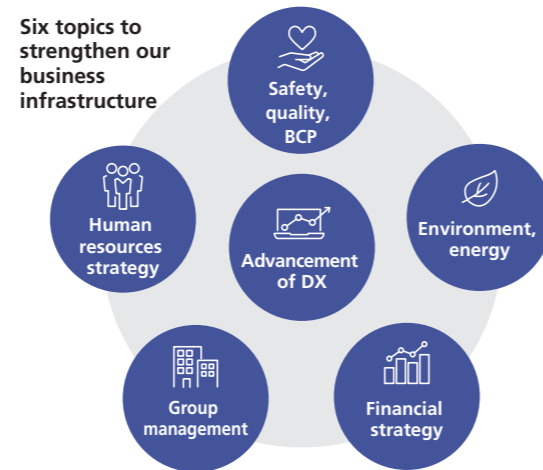 Six topics to
strengthen our
business
infrastructure
Safety,
quality,
BCP
Human
resources
strategy
Advancement
of DX
Environment,
energy
Group
management
Financial
strategy